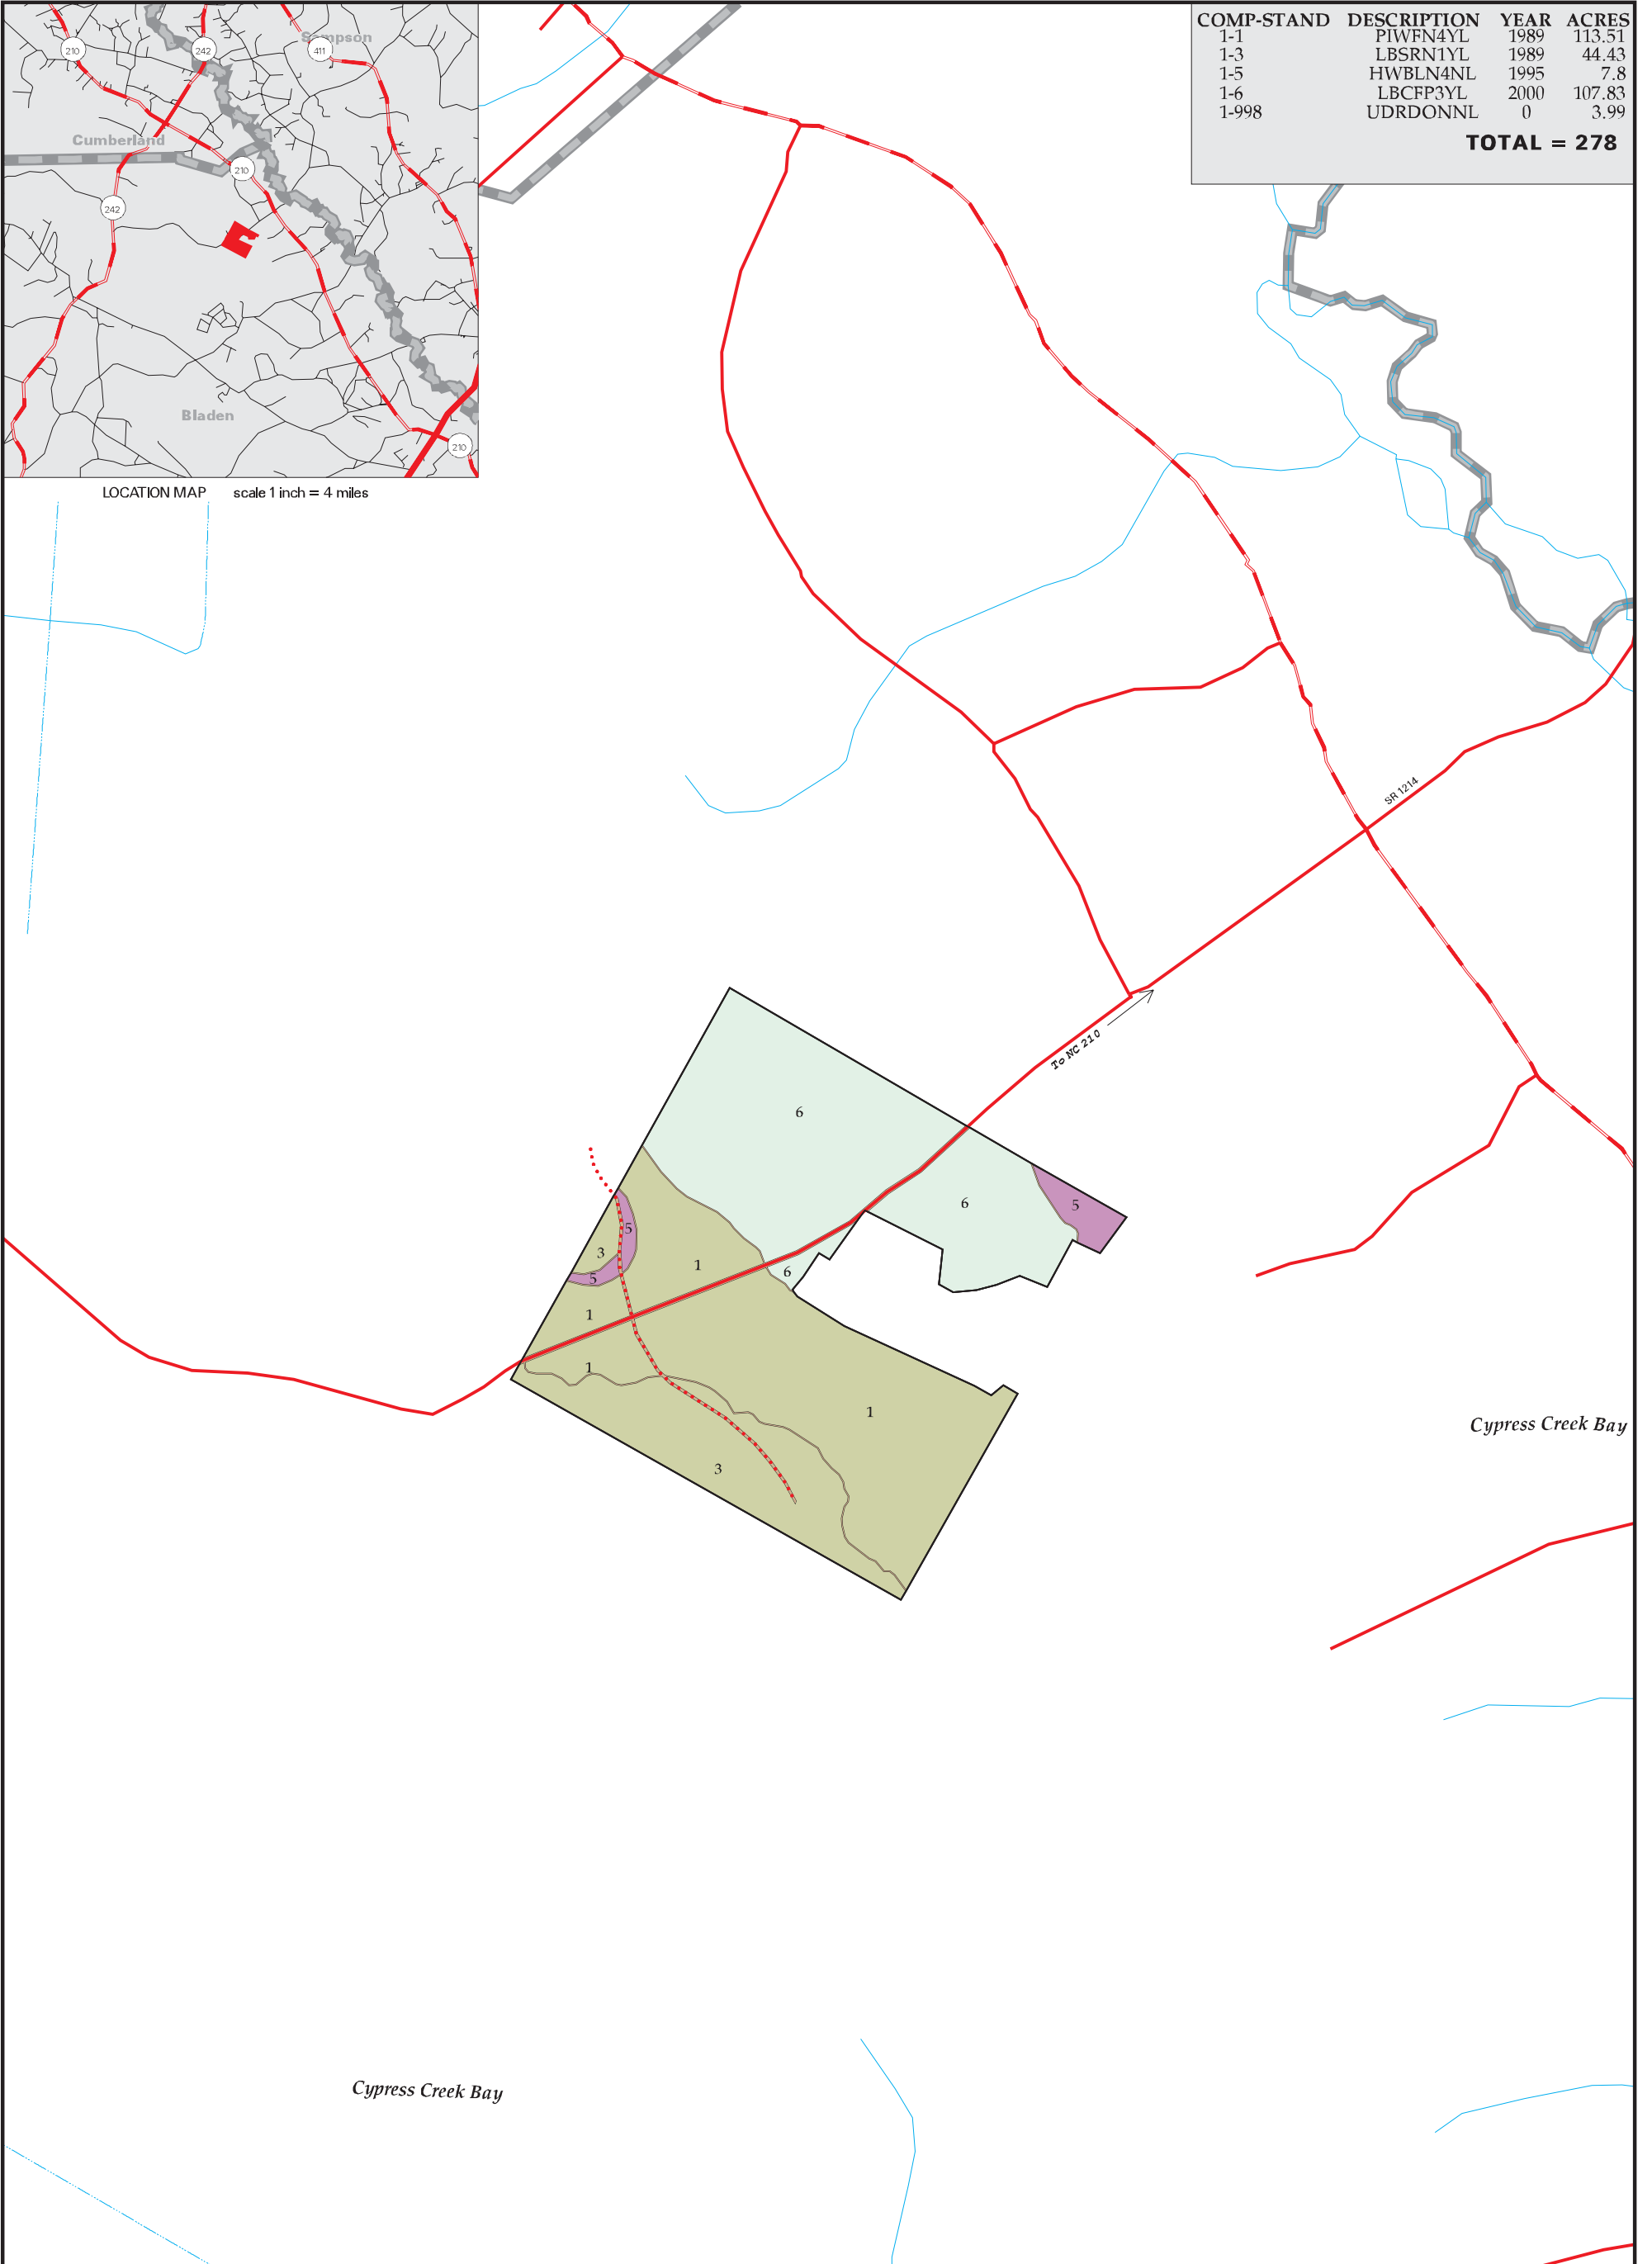 210
242
411
Sampson
Cumberland
210
242
Bladen
210
LOCATION MAP scale 1 inch = 4 miles
COMP-STAND DESCRIPTION YEAR ACRES
1-1 PIWFN4YL 1989 113.51
1-3 LBSRN1YL 1989 44.43
1-5 HWBLN4NL 1995 7.8
1-6 LBCFP3YL 2000 107.83
1-998 UDRDONNL 0 3.99
TOTAL = 278
SR 1214
To NC 210
6
6
5
5
3
1
6
5
1
1
1
3
Cypress Creek Bay
Cypress Creek Bay